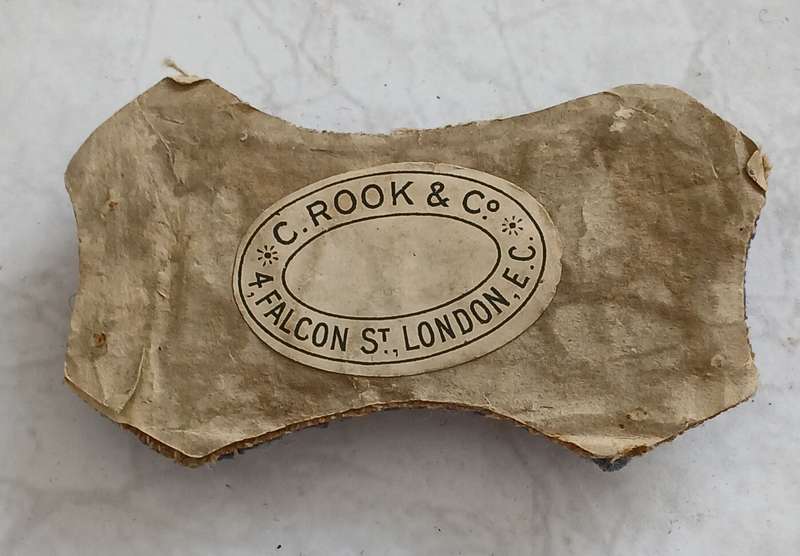 C. ROOK & Co.
4, FALCON ST., LONDON, E.C.